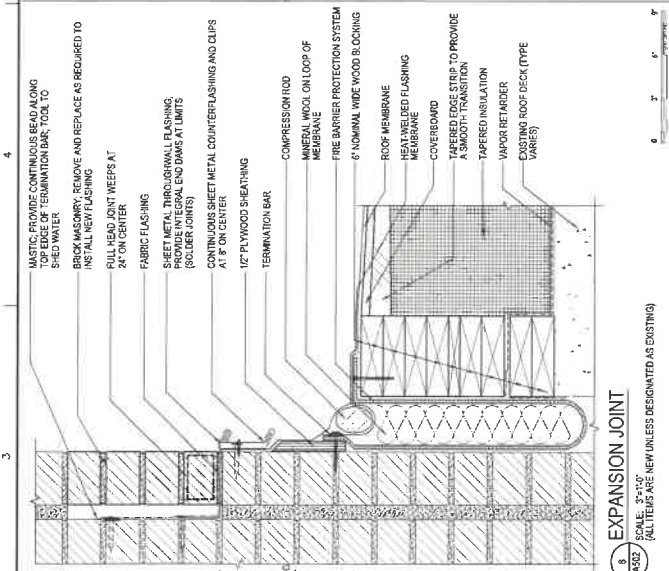 4
3
MASTIC; PROVIDE CONTINUOUS BEAD ALONG
TOP EDGE OF TERMINATION BAR; TOOL TO
SHED WATER
BRICK MASONRY; REMOVE AND REPLACE AS REQUIRED TO
INSTALL NEW FLASHING
FULL HEAD JOINT WEEPS AT
24" ON CENTER
FABRIC FLASHING
SHEET METAL THROUGHWALL FLASHING,
PROVIDE INTEGRAL END DAMS AT LIMITS
(SOLDER JOINTS)
CONTINUOUS SHEET METAL COUNTERFLASHING AND CLIPS
AT 8" ON CENTER
1/2" PLYWOOD SHEATHING
TERMINATION BAR
COMPRESSION ROD
MINERAL WOOL ON LOOP OF
MEMBRANE
FIRE BARRIER PROTECTION SYSTEM
6" NOMINAL WIDE WOOD BLOCKING
ROOF MEMBRANE
HEAT-WELDED FLASHING
MEMBRANE
COVERBOARD
TAPERED EDGE STRIP TO PROVIDE
A SMOOTH TRANSITION
TAPERED INSULATION
VAPOR RETARDER
EXISTING ROOF DECK (TYPE
VARIES)
8
A502
EXPANSION JOINT
SCALE: 3"=1'-0"
(ALL ITEMS ARE NEW UNLESS DESIGNATED AS EXISTING)
0 3" 6" 9"